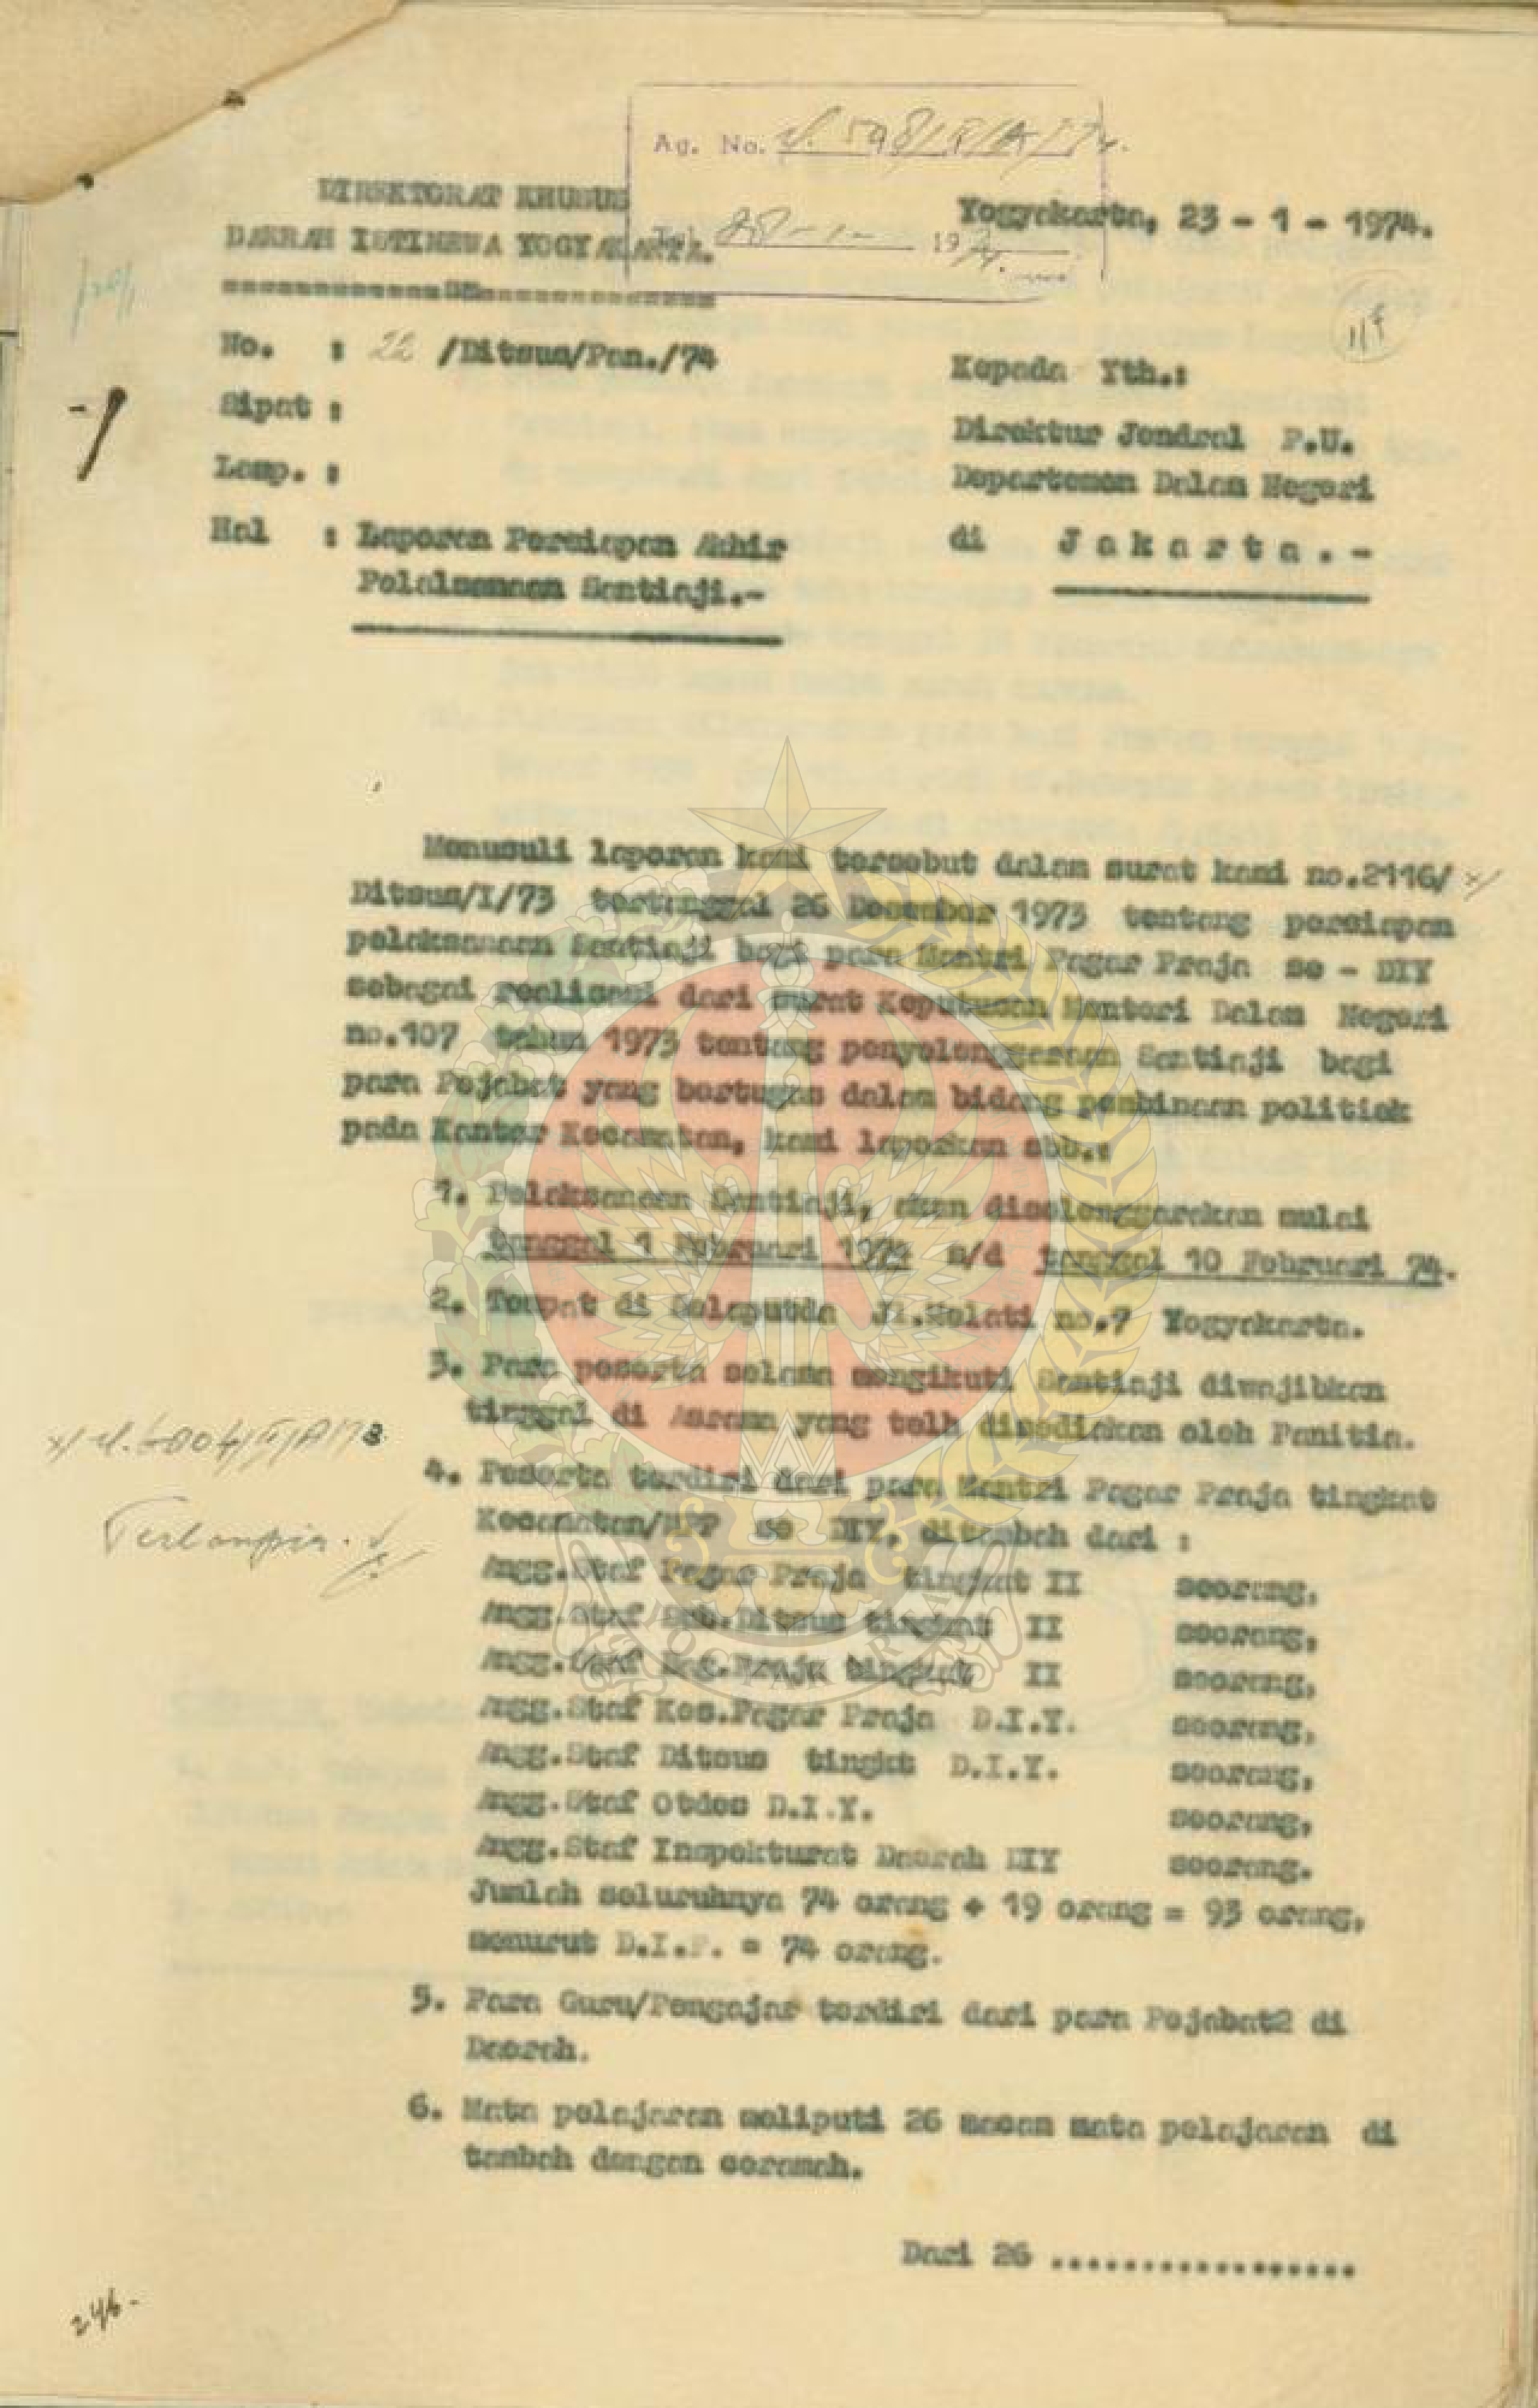 Ag. No.
DIREKTORAT KHUSUS
DAERAH ISTIMEWA YOGYAKARTA.
Yogyakarta, 23 - 1 - 1974.
No. : 22 /Ditsus/Pan./74
Sipat :
Lamp. :
Hal : Laporan Persiapan Akhir
Pelaksanaan Santiaji.-
Kepada Yth.:
Direktur Jendral P.U.
Departemen Dalam Negeri
di Jakarta.-
Menusuli laporan kami tersebut dalam surat kami no.2116/ x/
Ditsus/I/73 tertanggal 26 Desember 1973 tentang persiapan
pelaksanaan Santiaji bagi para Mantri Pagar Praja se - DIY
sebagai realisasi dari surat Keputusan Menteri Dalam Negeri
no.107 tahun 1973 tentang penyelenggaraan Santiaji bagi
para Pejabat yang bertugas dalam bidang pembinaan politiek
pada Kantor Kecamatan, kami laporkan sbb.:
1. Pelaksanaan Santiaji, akan diselenggarakan mulai
tanggal 1 Februari 1974 s/d tanggal 10 Februari 74.
2. Tempat di Selaputda Jl.Melati no.7 Yogyakarta.
3. Para peserta selama mengikuti Santiaji diwajibkan
tinggal di Asrama yang telh disediakan oleh Panitia.
4. Peserta terdiri dari para Mantri Pagar Praja tingkat
Kecamatan/MPP se DIY, ditambah dari :
Angg.Staf Pagar Praja tingkat II seorang,
Angg.Staf Sub.Ditsus tingkat II seorang,
Angg.Staf Praja tingkat II seorang,
Angg.Staf Kes.Pagar Praja D.I.Y. seorang,
Angg.Staf Ditsus tingkt D.I.Y. seorang,
Angg.Staf Otdes D.I.Y. seorang,
Angg.Staf Inspekturat Daerah DIY seorang.
Jumlah seluruhnya 74 orang + 19 orang = 93 orang,
menurut D.I.P. = 74 orang.
5. Para Guru/Pengajar terdiri dari para Pejabat2 di
Daerah.
6. Mata pelajaran meliputi 26 macam mata pelajaran di
tambah dengan ceramah.
Dari 26 .................
246.-